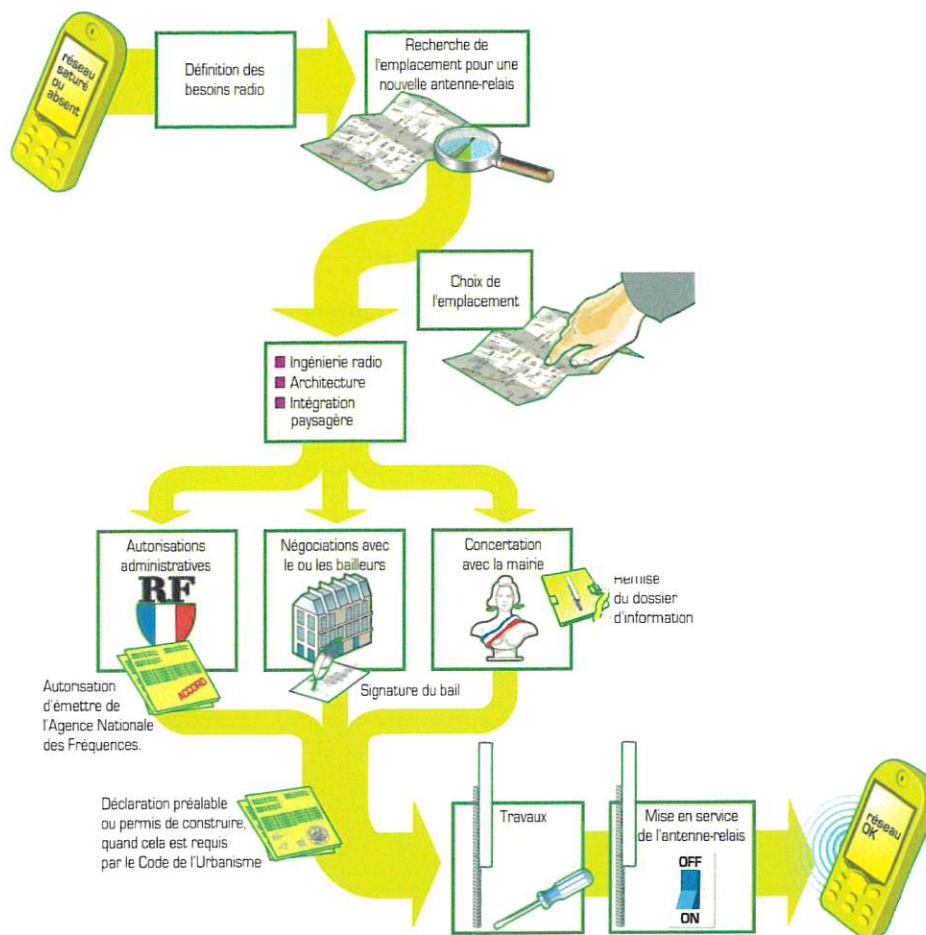 réseau
saturé
ou
absent
Définition des
besoins radio
Recherche de
l'emplacement pour une
nouvelle antenne-relais
Choix de
l'emplacement
Ingénierie radio
Architecture
Intégration
paysagère
Autorisations
administratives
RF
ACCORD
Autorisation
d'émettre de
l'Agence Nationale
des Fréquences.
Négociations avec
le ou les bailleurs
Signature du bail
Concertation
avec la mairie
Remise
du dossier
d'information
Déclaration préalable
ou permis de construire,
quand cela est requis
par le Code de l'Urbanisme
Travaux
Mise en service
de l'antenne-relais
OFF
ON
réseau
OK